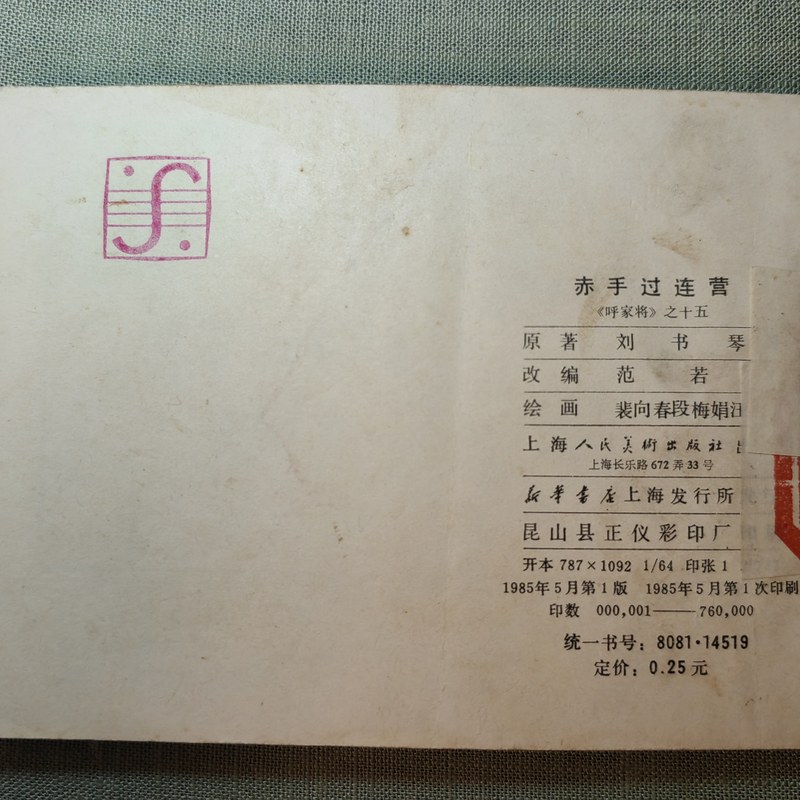 赤手过连营
《呼家将》之十五
原著 刘书琴
改编 范若
绘画 裴向春段梅娟汪
上海人民美术出版社
上海长乐路672弄33号
新华书店上海发行所
昆山县正仪彩印厂
开本 787×1092 1/64 印张 1
1985年5月第1版 1985年5月第1次印刷
印数 000,001——760,000
统一书号：8081·14519
定价：0.25元